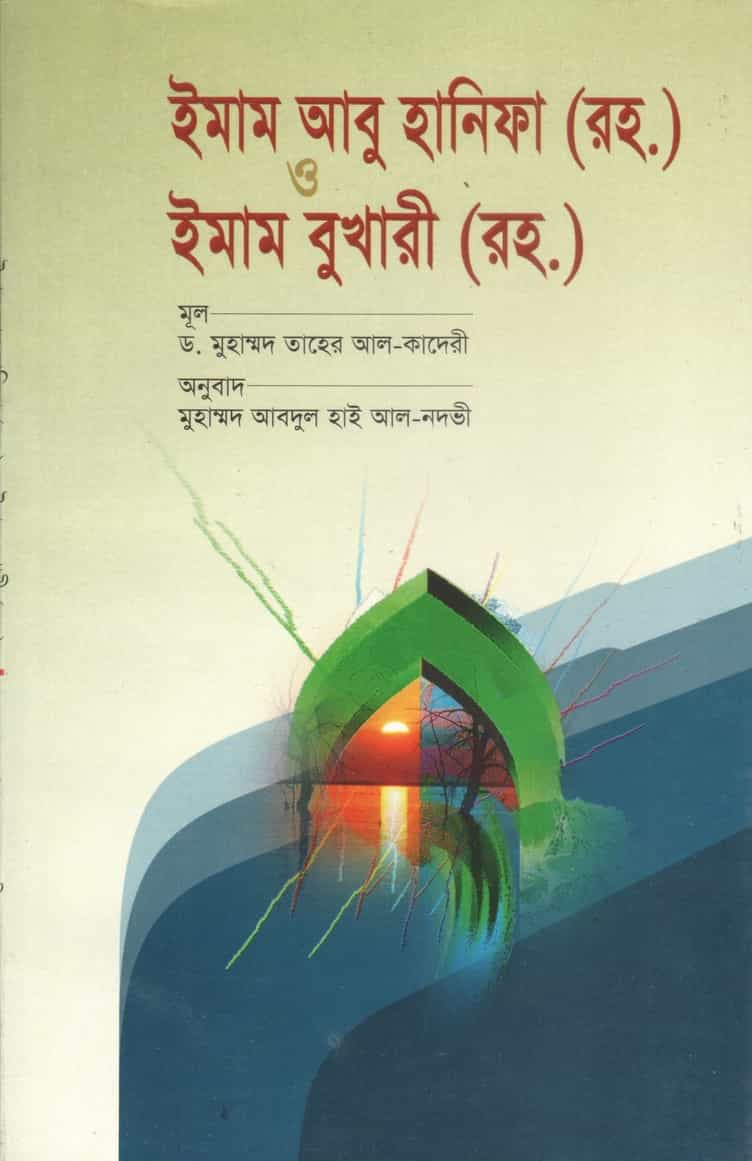 ইমাম আবু হানিফা (রহ.)
ও
ইমাম বুখারী (রহ.)
মূল
ড. মুহাম্মদ তাহের আল-কাদেরী
অনুবাদ
মুহাম্মদ আবদুল হাই আল-নদভী